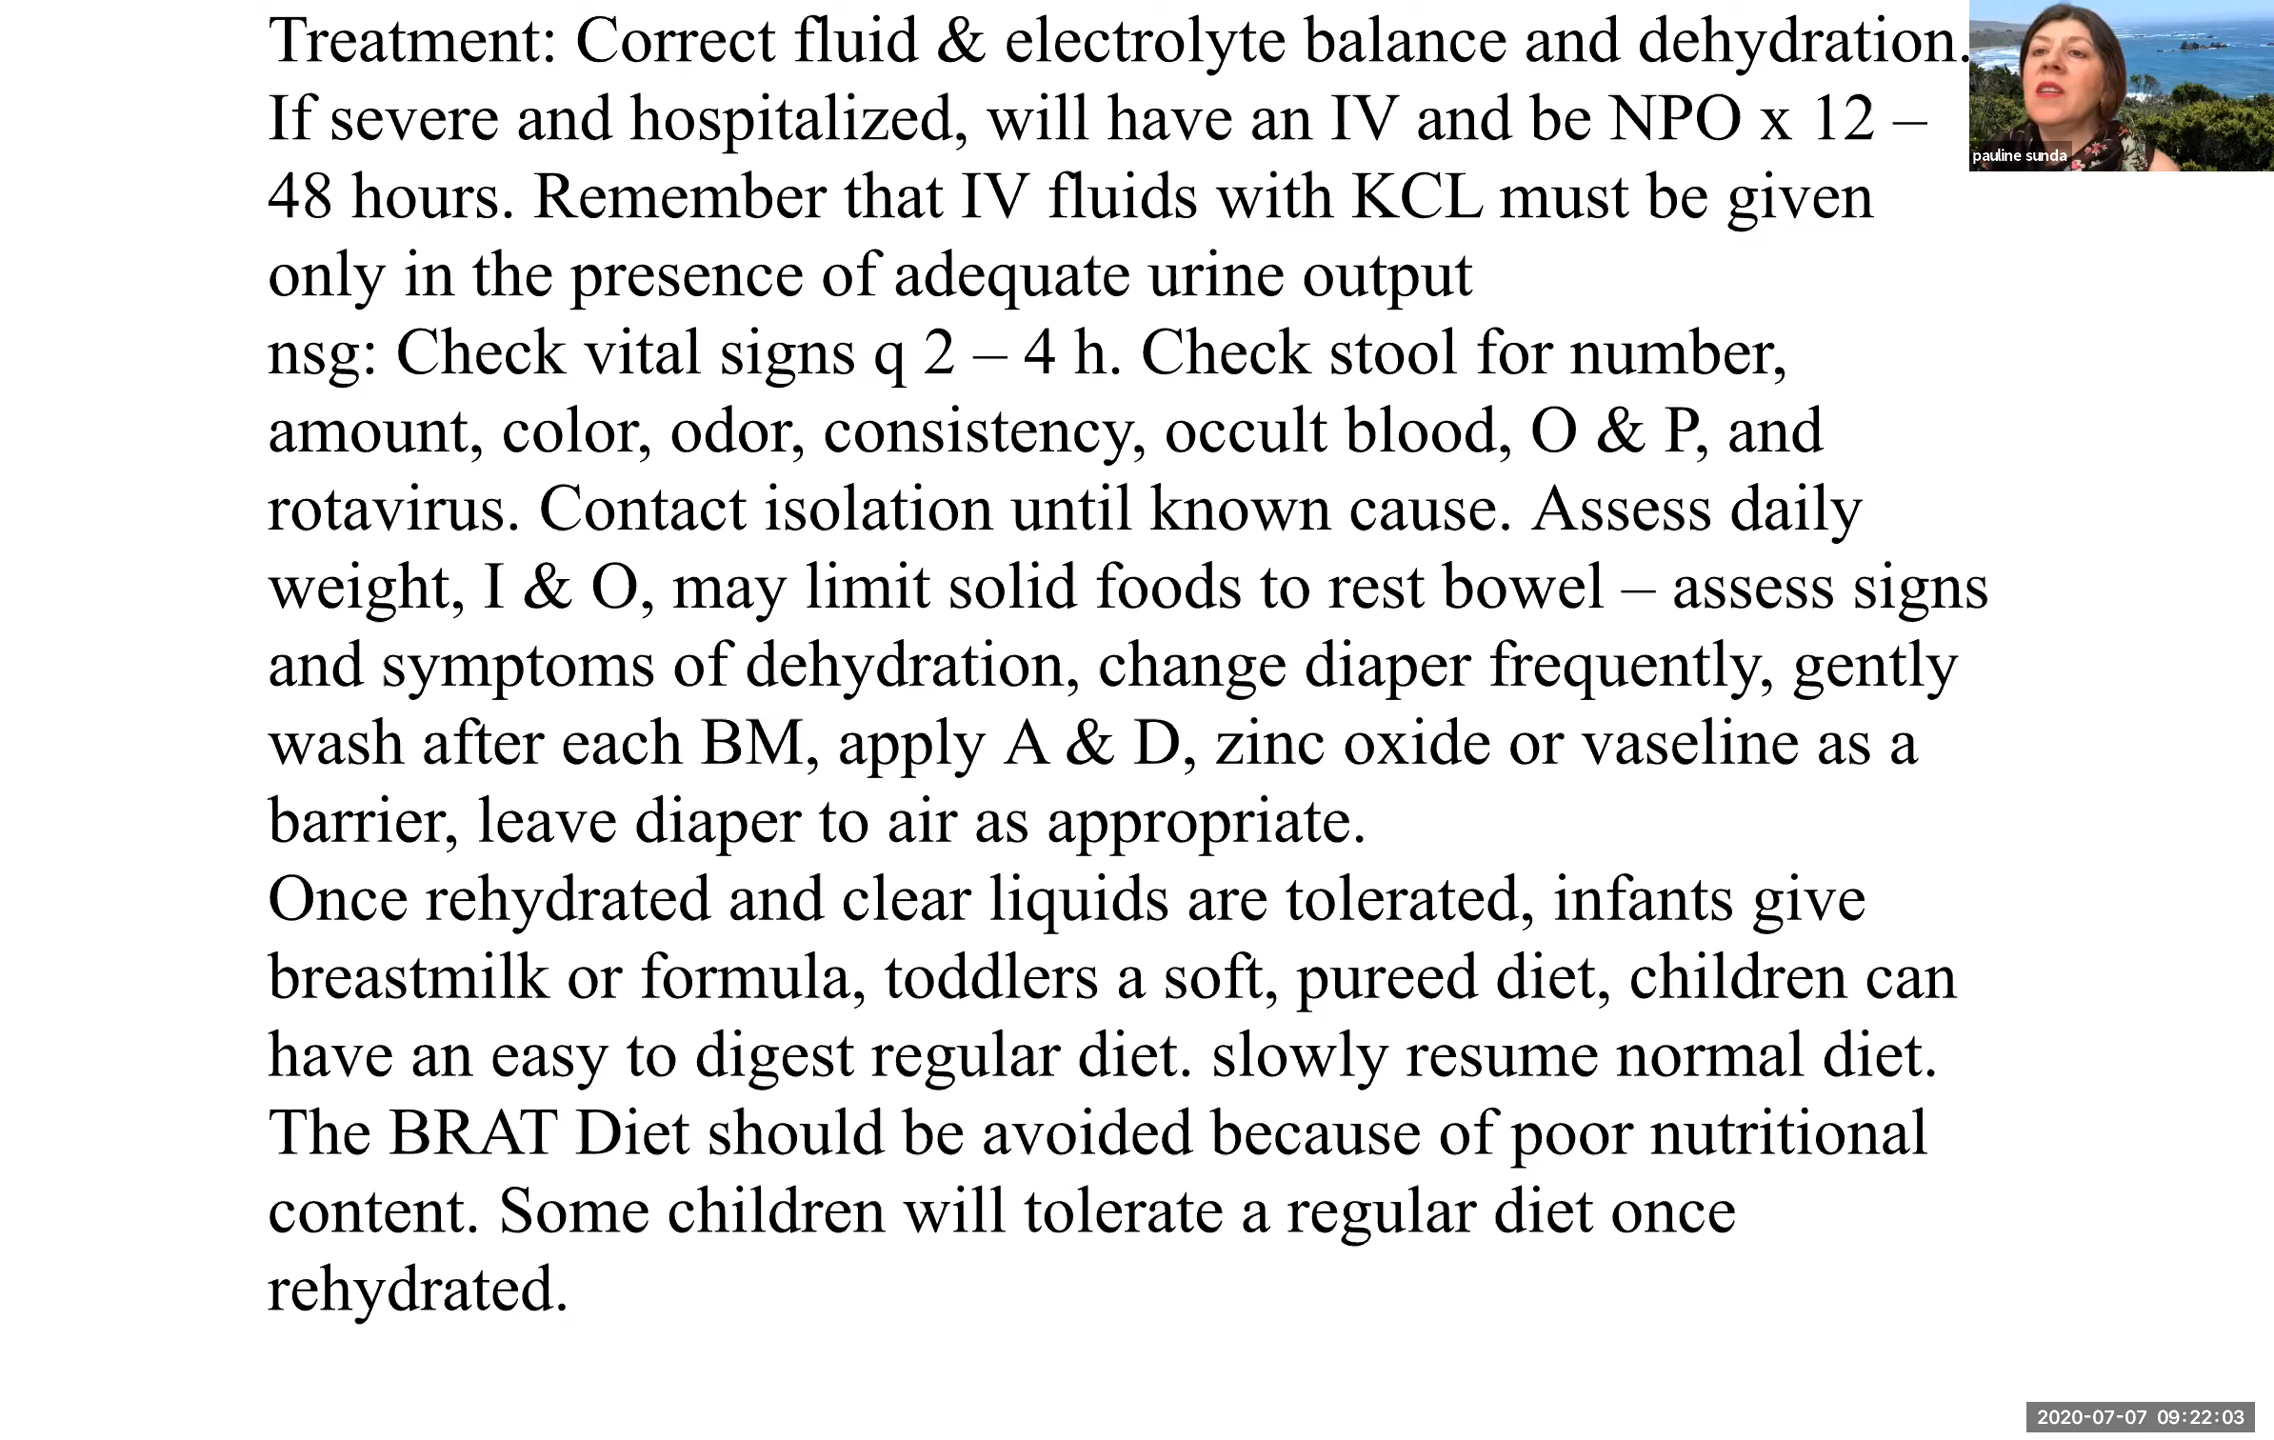 Treatment: Correct fluid & electrolyte balance and dehydration.
If severe and hospitalized, will have an IV and be NPO x 12 –
48 hours. Remember that IV fluids with KCL must be given
only in the presence of adequate urine output
nsg: Check vital signs q 2 – 4 h. Check stool for number,
amount, color, odor, consistency, occult blood, O & P, and
rotavirus. Contact isolation until known cause. Assess daily
weight, I & O, may limit solid foods to rest bowel – assess signs
and symptoms of dehydration, change diaper frequently, gently
wash after each BM, apply A & D, zinc oxide or vaseline as a
barrier, leave diaper to air as appropriate.
Once rehydrated and clear liquids are tolerated, infants give
breastmilk or formula, toddlers a soft, pureed diet, children can
have an easy to digest regular diet. slowly resume normal diet.
The BRAT Diet should be avoided because of poor nutritional
content. Some children will tolerate a regular diet once
rehydrated.
pauline sunda
2020-07-07 09:22:03